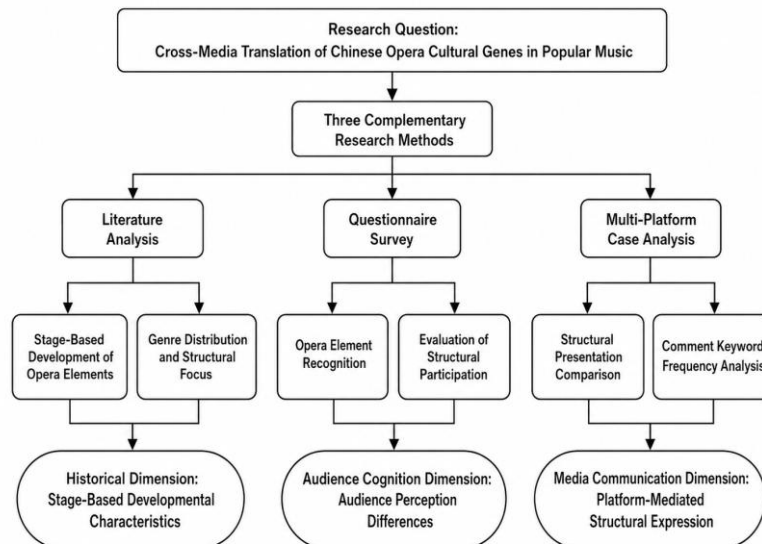 Research Question:
Cross-Media Translation of Chinese Opera Cultural Genes in Popular Music
Three Complementary
Research Methods
Literature
Analysis
Questionnaire
Survey
Multi-Platform
Case Analysis
Stage-Based
Development of
Opera Elements
Genre Distribution
and Structural
Focus
Opera Element
Recognition
Evaluation of
Structural
Participation
Structural
Presentation
Comparison
Comment Keyword
Frequency Analysis
Historical Dimension:
Stage-Based Developmental
Characteristics
Audience Cognition Dimension:
Audience Perception
Differences
Media Communication Dimension:
Platform-Mediated
Structural Expression